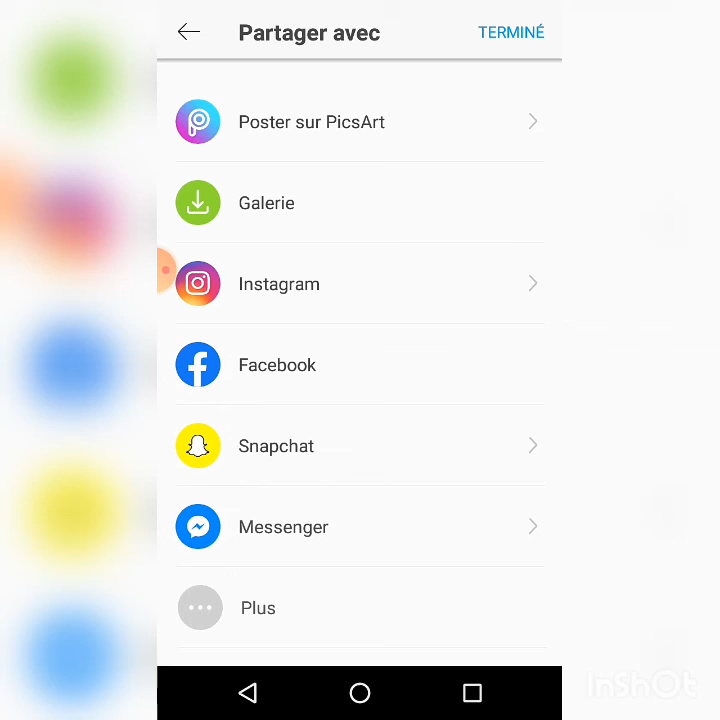 Partager avec
TERMINÉ
Poster sur PicsArt
Galerie
Instagram
Facebook
Snapchat
Messenger
Plus
InShOt